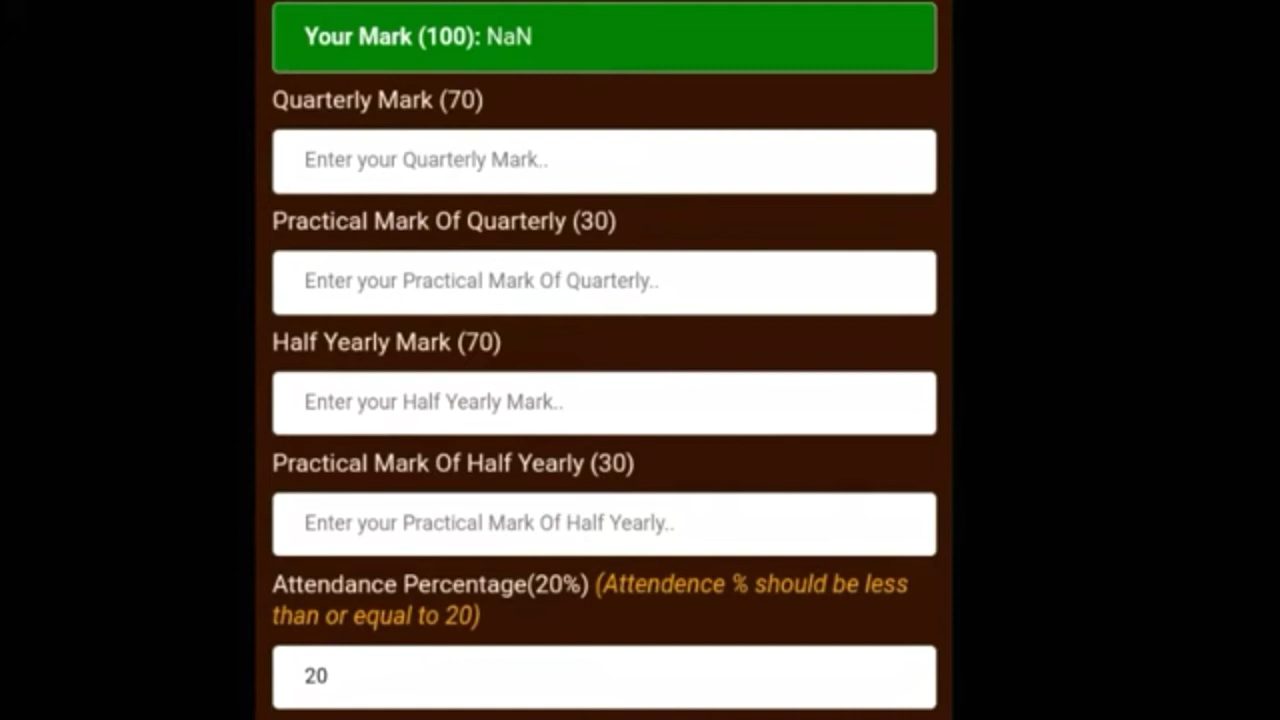 Your Mark (100): NaN
Quarterly Mark (70)
Enter your Quarterly Mark..
Practical Mark Of Quarterly (30)
Enter your Practical Mark Of Quarterly..
Half Yearly Mark (70)
Enter your Half Yearly Mark..
Practical Mark Of Half Yearly (30)
Enter your Practical Mark Of Half Yearly..
Attendance Percentage(20%) (Attendence % should be less
than or equal to 20)
20